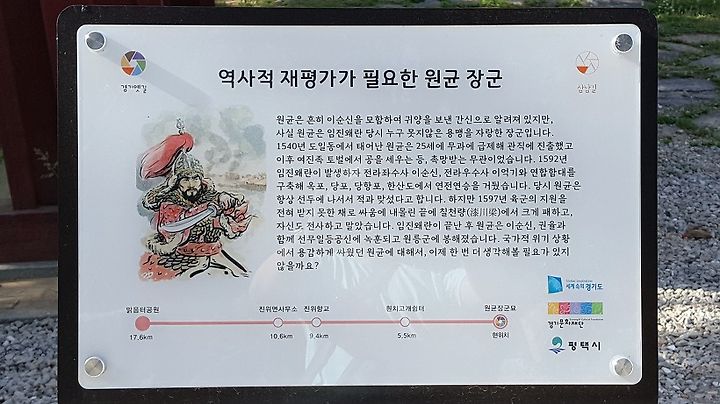 경기옛길
역사적 재평가가 필요한 원균 장군
삼남길
원균은 흔히 이순신을 모함하여 귀양을 보낸 간신으로 알려져 있지만,
사실 원균은 임진왜란 당시 누구 못지않은 용맹을 자랑한 장군입니다.
1540년 도일동에서 태어난 원균은 25세에 무과에 급제해 관직에 진출했고
이후 여진족 토벌에서 공을 세우는 등, 촉망받는 무관이었습니다. 1592년
임진왜란이 발생하자 전라좌수사 이순신, 전라우수사 이억기와 연합함대를
구축해 옥포, 당포, 당항포, 한산도에서 연전연승을 거뒀습니다. 당시 원균은
항상 선두에 나서서 적과 맞섰다고 합니다. 하지만 1597년 육군의 지원을
전혀 받지 못한 채로 싸움에 내몰린 끝에 칠천량(漆川梁)에서 크게 패하고,
자신도 전사하고 말았습니다. 임진왜란이 끝난 후 원균은 이순신, 권율과
함께 선무일등공신에 녹훈되고 원릉군에 봉해졌습니다. 국가적 위기 상황
에서 용감하게 싸웠던 원균에 대해서, 이제 한 번 더 생각해볼 필요가 있지
않을까요?
맑음터공원
진위면사무소
진위향교
흰치고개쉼터
원균장군묘
17.6km
10.6km
9.4km
5.5km
현위치
세계 속의 경기도
경기문화재단
평택시